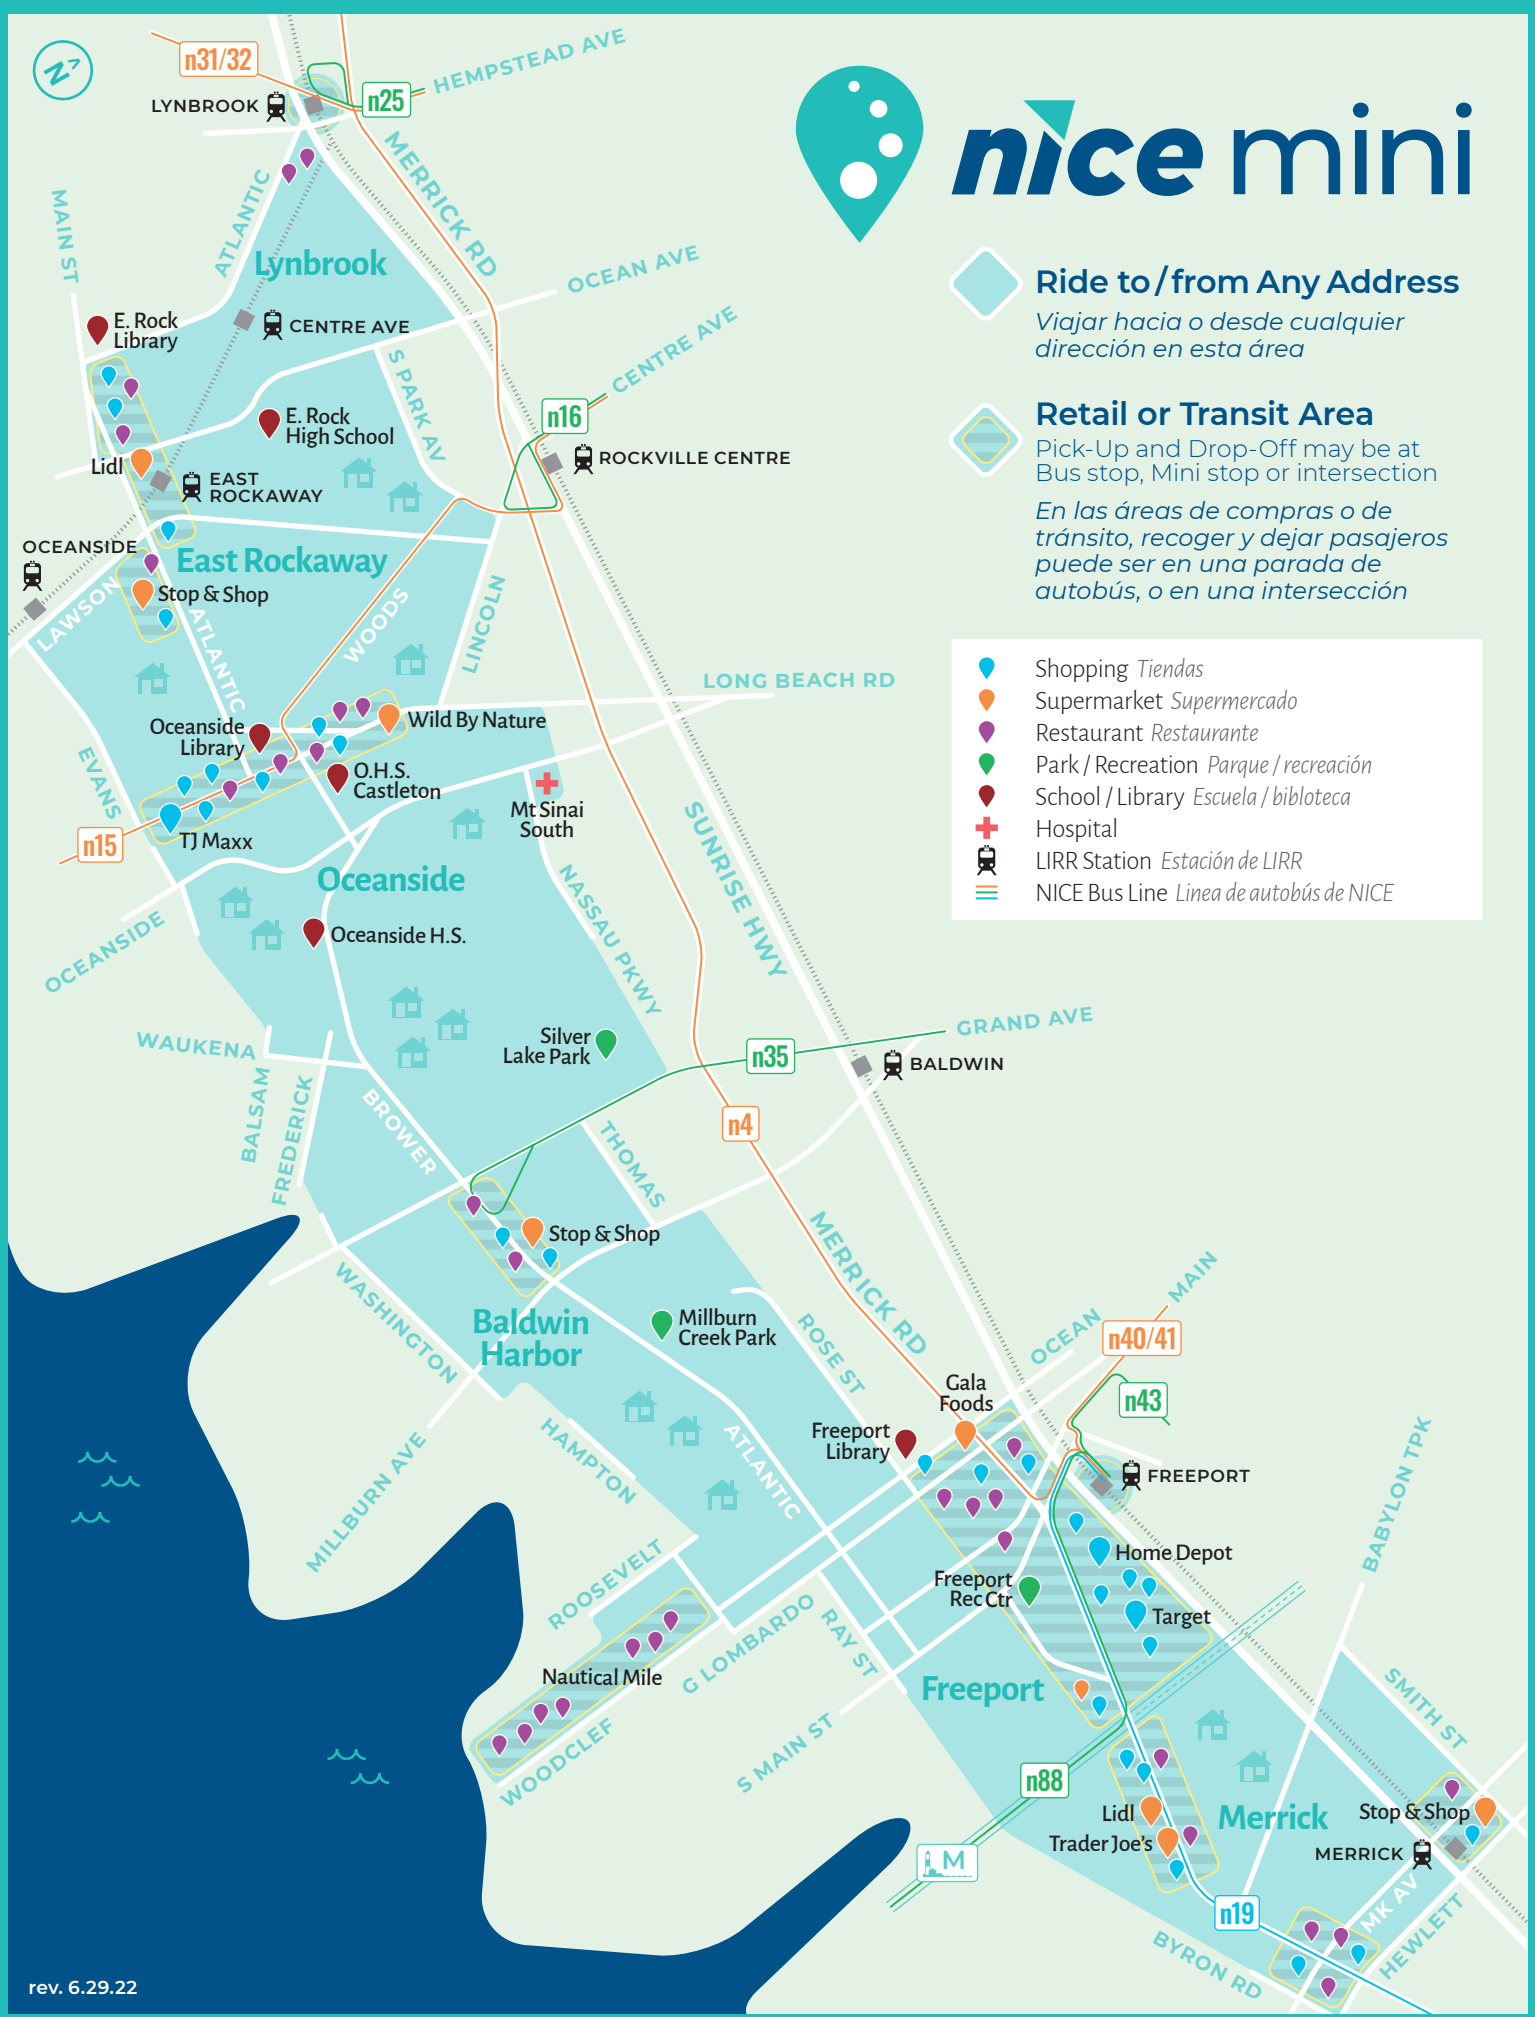 N
n31/32
HEMPSTEAD AVE
n25
LYNBROOK
MERRICK RD
nice mini
MAIN ST
ATLANTIC
Lynbrook
OCEAN AVE
Ride to/from Any Address
Viajar hacia o desde cualquier
dirección en esta área
E. Rock
Library
CENTRE AVE
CENTRE AVE
S PARK AV
E. Rock
High School
n16
Retail or Transit Area
Pick-Up and Drop-Off may be at
Bus stop, Mini stop or intersection
En las áreas de compras o de
tránsito, recoger y dejar pasajeros
puede ser en una parada de
autobús, o en una intersección
Lidl
ROCKVILLE CENTRE
EAST
ROCKAWAY
OCEANSIDE
East Rockaway
Stop & Shop
LAWSON
ATLANTIC
WOODS
LINCOLN
Shopping Tiendas
Supermarket Supermercado
Restaurant Restaurante
Park / Recreation Parque / recreación
School / Library Escuela / bibloteca
Hospital
LIRR Station Estación de LIRR
NICE Bus Line Linea de autobús de NICE
LONG BEACH RD
Oceanside
Library
Wild By Nature
EVANS
O.H.S.
Castleton
Mt Sinai
South
n15
TJ Maxx
SUNRISE HWY
Oceanside
NASSAU PKWY
OCEANSIDE
Oceanside H.S.
WAUKENA
Silver
Lake Park
GRAND AVE
n35
BALDWIN
BALSAM
FREDERICK
BROWER
n4
THOMAS
Stop & Shop
MERRICK RD
WASHINGTON
Baldwin
Harbor
Millburn
Creek Park
ROSE ST
OCEAN
MAIN
n40/41
n43
Gala
Foods
Freeport
Library
MILLBURN AVE
HAMPTON
ATLANTIC
FREEPORT
BABYLON TPK
Home Depot
ROOSEVELT
Freeport
Rec Ctr
Target
G LOMBARDO
RAY ST
Nautical Mile
Freeport
SMITH ST
WOODCLEF
S MAIN ST
n88
Lidl
Merrick
Stop & Shop
Trader Joe's
MERRICK
M
n19
MK AV
HEWLETT
BYRON RD
rev. 6.29.22